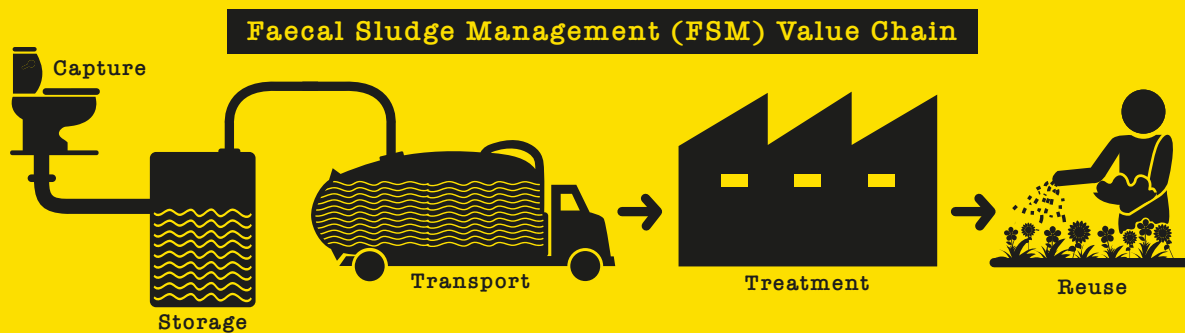 Faecal Sludge Management (FSM) Value Chain
Capture
Storage
Transport
Treatment
Reuse